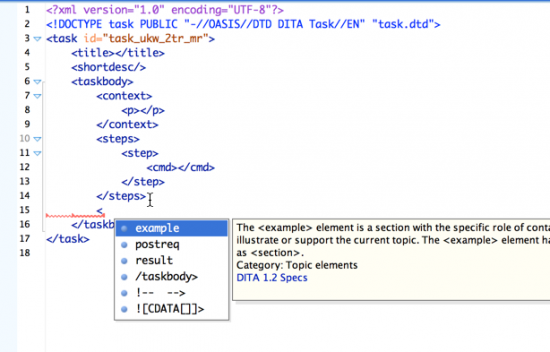 1 <?xml version="1.0" encoding="UTF-8"?>
2 <!DOCTYPE task PUBLIC "-//OASIS//DTD DITA Task//EN" "task.dtd">
3 <task id="task_ukw_2tr_mr">
4 <title></title>
5 <shortdesc/>
6 <taskbody>
7 <context>
8 <p></p>
9 </context>
10 <steps>
11 <step>
12 <cmd></cmd>
13 </step>
14 </steps>
15 <
16 </taskb
17 </task>
18
example
postreq
result
/taskbody>
!-- -->
![CDATA[]]>
The <example> element is a section with the specific role of
illustrate or support the current topic. The <example> element
as <section>.
Category: Topic elements
DITA 1.2 Specs